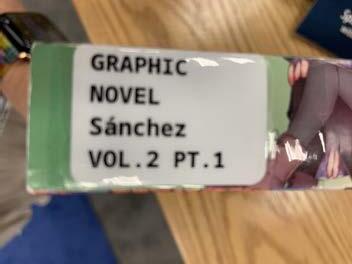 GRAPHIC
NOVEL
Sánchez
VOL.2 PT.1